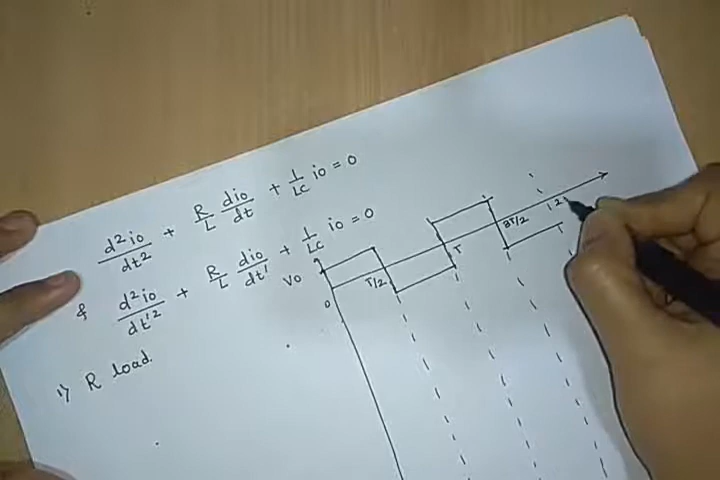 d²io/dt² + R/L dio/dt + 1/LC io = 0
& d²io/dt'² + R/L dio/dt' + 1/LC io = 0
1) R load.
Vo
0 T/2 T 3T/2 2